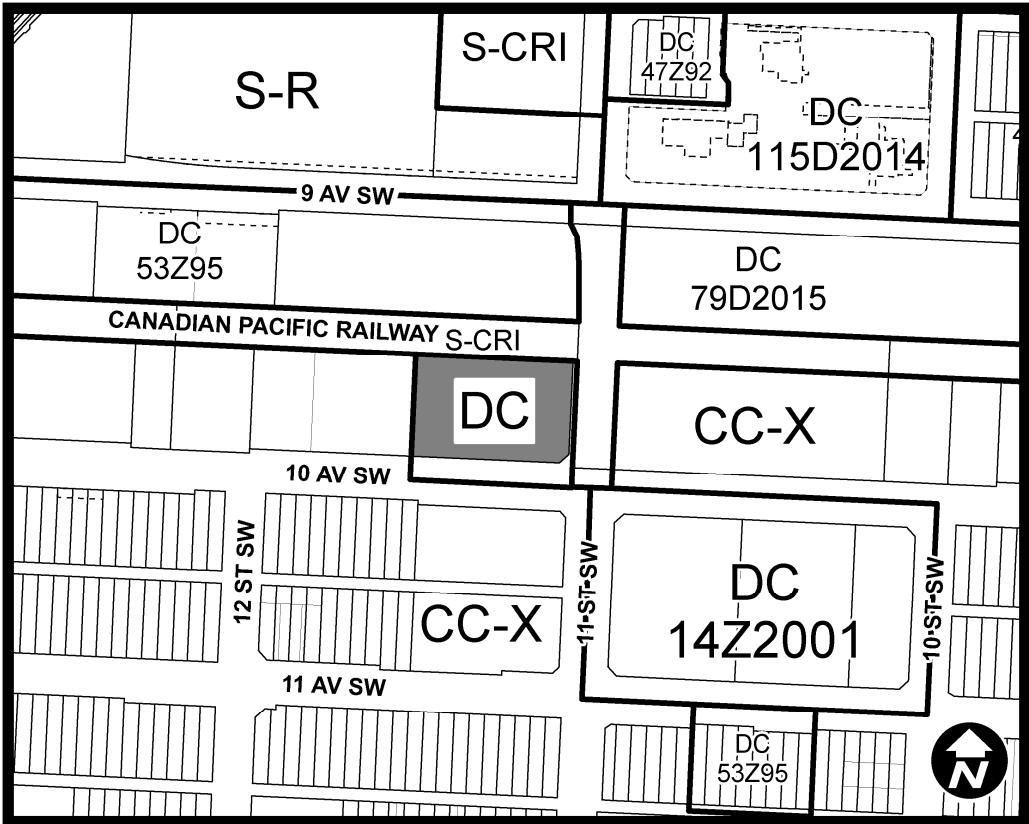 S-R
S-CRI
DC
47Z92
DC
115D2014
9 AV SW
DC
53Z95
DC
79D2015
CANADIAN PACIFIC RAILWAY
S-CRI
DC
CC-X
10 AV SW
12 ST SW
11 ST SW
10 ST SW
DC
14Z2001
CC-X
11 AV SW
DC
53Z95
N